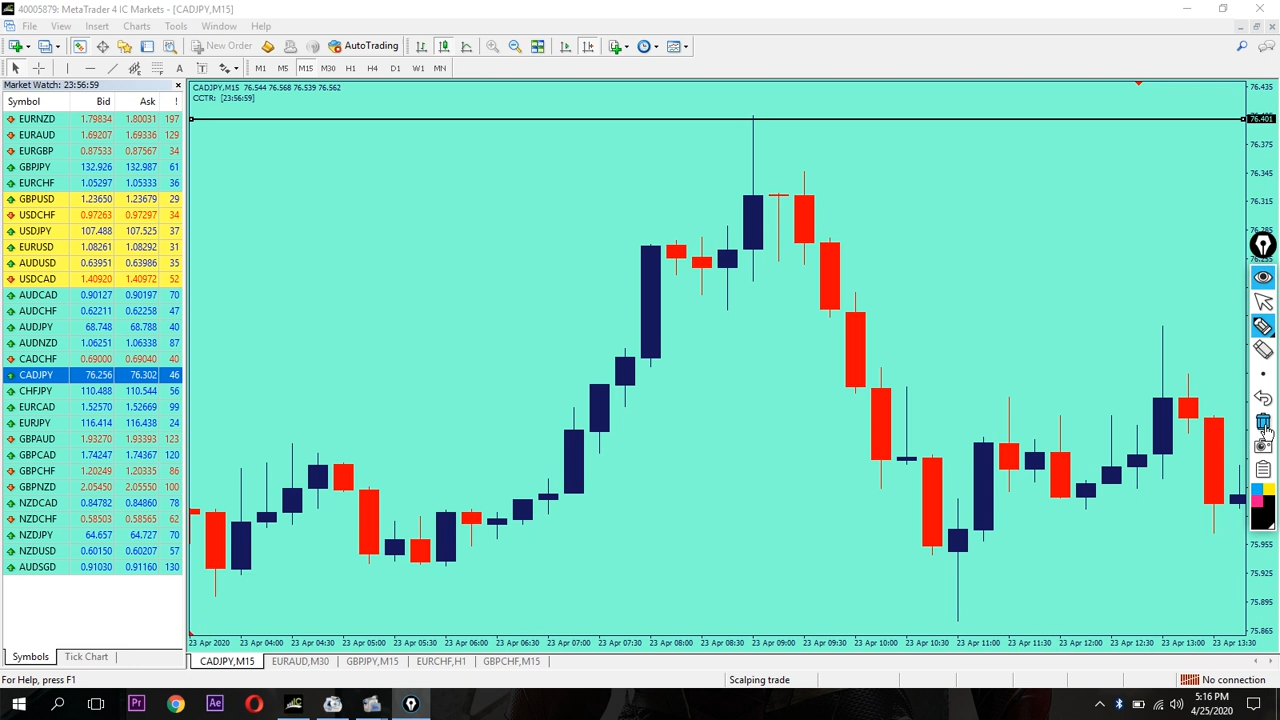 40005879: MetaTrader 4 IC Markets - [CADJPY,M15]
File View Insert Charts Tools Window Help
New Order AutoTrading
A T M1 M5 M15 M30 H1 H4 D1 W1 MN
Market Watch: 23:56:59
Symbol Bid Ask !
EURNZD 1.79834 1.80031 197
EURAUD 1.69207 1.69336 129
EURGBP 0.87533 0.87567 34
GBPJPY 132.926 132.987 61
EURCHF 1.05297 1.05333 36
GBPUSD 1.23650 1.23679 29
USDCHF 0.97263 0.97297 34
USDJPY 107.488 107.525 37
EURUSD 1.08261 1.08292 31
AUDUSD 0.63951 0.63986 35
USDCAD 1.40920 1.40972 52
AUDCAD 0.90127 0.90197 70
AUDCHF 0.62211 0.62258 47
AUDJPY 68.748 68.788 40
AUDNZD 1.06251 1.06338 87
CADCHF 0.69000 0.69040 40
CADJPY 76.256 76.302 46
CHFJPY 110.488 110.544 56
EURCAD 1.52570 1.52669 99
EURJPY 116.414 116.438 24
GBPAUD 1.93270 1.93393 123
GBPCAD 1.74247 1.74367 120
GBPCHF 1.20249 1.20335 86
GBPNZD 2.05450 2.05550 100
NZDCAD 0.84782 0.84860 78
NZDCHF 0.58503 0.58565 62
NZDJPY 64.657 64.727 70
NZDUSD 0.60150 0.60207 57
AUDSGD 0.91030 0.91160 130
Symbols Tick Chart
CADJPY,M15 76.544 76.568 76.539 76.562
CCTR: [23:56:59]
76.435
76.401
76.375
76.345
76.315
76.285
76.255
75.955
75.925
75.895
75.865
23 Apr 2020 23 Apr 04:00 23 Apr 04:30 23 Apr 05:00 23 Apr 05:30 23 Apr 06:00 23 Apr 06:30 23 Apr 07:00 23 Apr 07:30 23 Apr 08:00 23 Apr 08:30 23 Apr 09:00 23 Apr 09:30 23 Apr 10:00 23 Apr 10:30 23 Apr 11:00 23 Apr 11:30 23 Apr 12:00 23 Apr 12:30 23 Apr 13:00 23 Apr 13:30
CADJPY,M15 EURAUD,M30 GBPJPY,M15 EURCHF,H1 GBPCHF,M15
For Help, press F1 Scalping trade No connection
Pr Ae
5:16 PM
4/25/2020